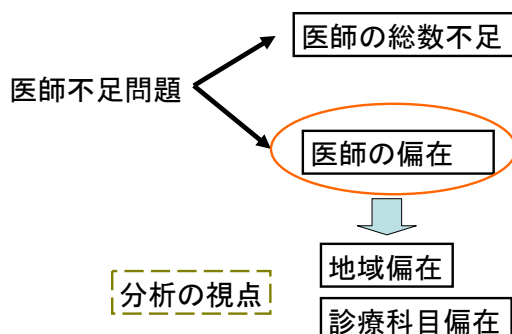 医師の総数不足
医師不足問題
医師の偏在
地域偏在
分析の視点
診療科目偏在